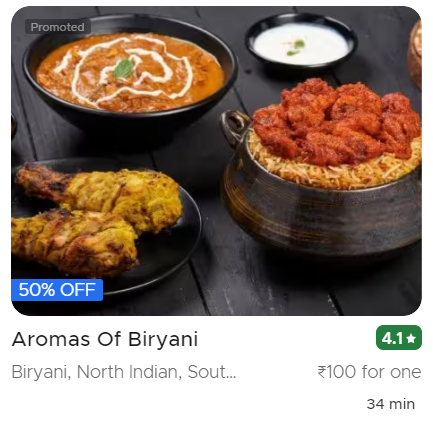 Promoted
50% OFF
Aromas Of Biryani
4.1★
Biryani, North Indian, Sout...
₹100 for one
34 min